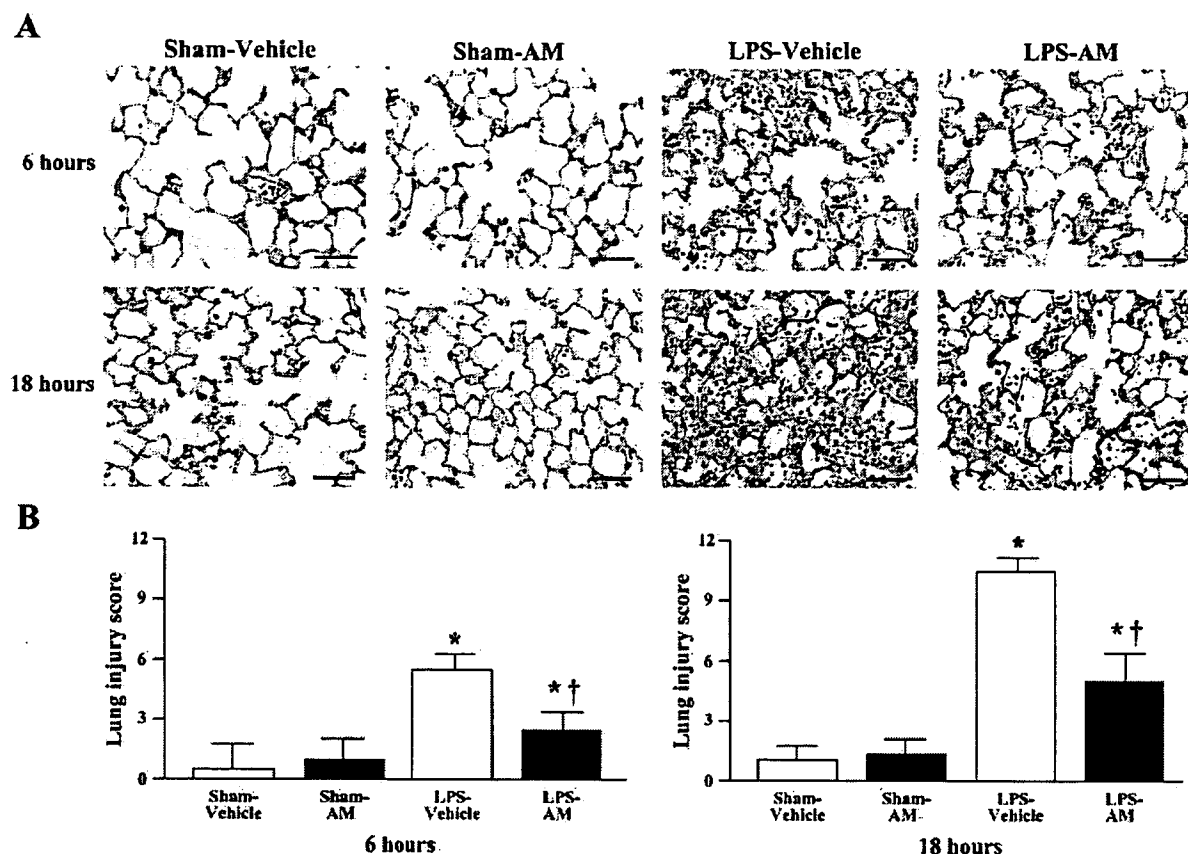 A
Sham-Vehicle Sham-AM LPS-Vehicle LPS-AM
6 hours
18 hours
B
Lung injury score
12
9
6
3
0
*
* †
Sham-Vehicle
Sham-AM
LPS-Vehicle
LPS-AM
6 hours
Lung injury score
12
9
6
3
0
*
* †
Sham-Vehicle
Sham-AM
LPS-Vehicle
LPS-AM
18 hours